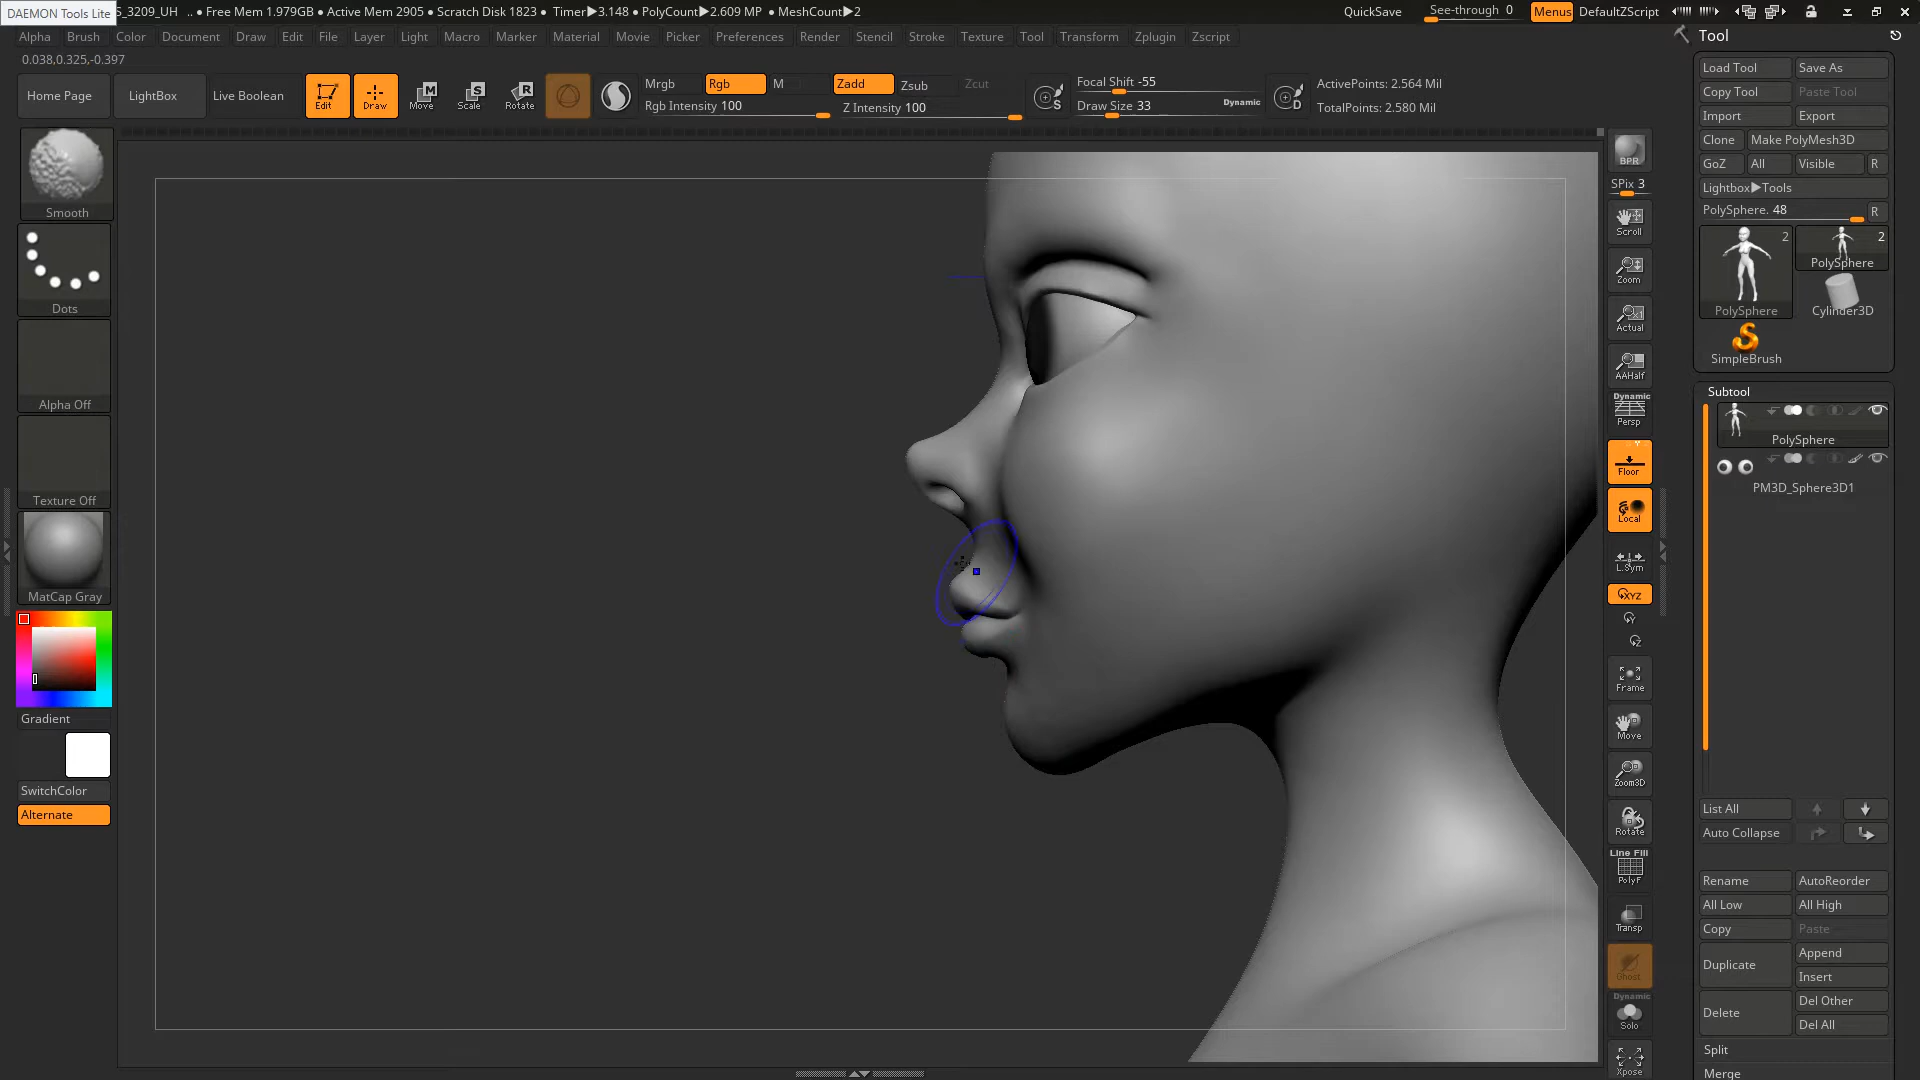 DAEMON Tools Lite S_3209_UH .. • Free Mem 1.979GB • Active Mem 2905 • Scratch Disk 1823 • Timer▶3.148 • PolyCount▶2.609 MP • MeshCount▶2 QuickSave See-through 0 Menus DefaultZScript
Alpha Brush Color Document Draw Edit File Layer Light Macro Marker Material Movie Picker Preferences Render Stencil Stroke Texture Tool Transform Zplugin Zscript
0.038,0.325,-0.397
Home Page LightBox Live Boolean Edit Draw Move Scale Rotate
M S R
Mrgb Rgb M Zadd Zsub Zcut
Rgb Intensity 100 Z Intensity 100
S Focal Shift -55
Draw Size 33 Dynamic
D ActivePoints: 2.564 Mil
TotalPoints: 2.580 Mil
Smooth
Dots
Alpha Off
Texture Off
MatCap Gray
Gradient
SwitchColor
Alternate
BPR
SPix 3
Scroll
Zoom
Actual
AAHalf
Dynamic
Persp
Floor
Local
L.Sym
XYZ
Y
Z
Frame
Move
Zoom3D
Rotate
Line Fill
PolyF
Transp
Ghost
Dynamic
Solo
Xpose
Tool
Load Tool Save As
Copy Tool Paste Tool
Import Export
Clone Make PolyMesh3D
GoZ All Visible R
Lightbox▶Tools
PolySphere. 48 R
2 2
PolySphere
PolySphere Cylinder3D
SimpleBrush
Subtool
PolySphere
PM3D_Sphere3D1
List All
Auto Collapse
Rename AutoReorder
All Low All High
Copy Paste
Duplicate Append
Insert
Delete Del Other
Del All
Split
Merge